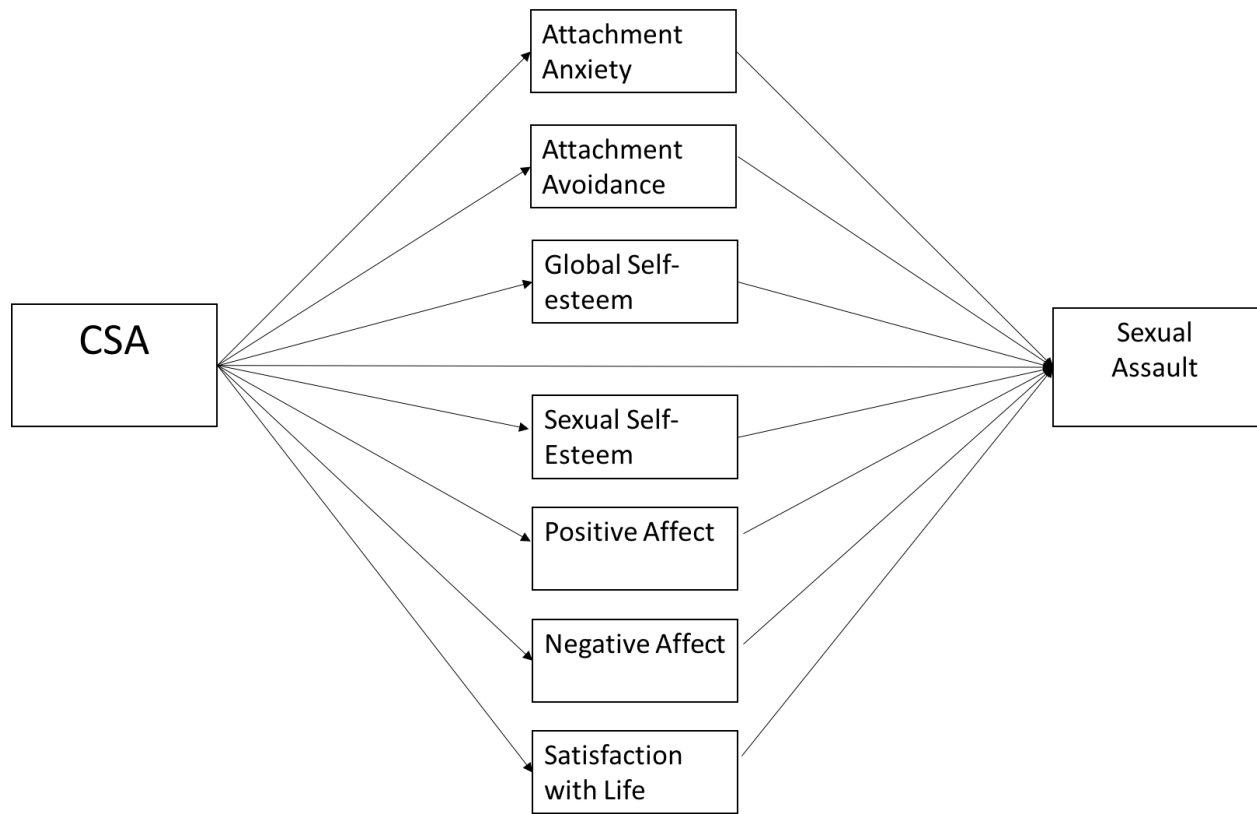 Attachment
Anxiety
Attachment
Avoidance
Global Self-
esteem
CSA
Sexual
Assault
Sexual Self-
Esteem
Positive Affect
Negative Affect
Satisfaction
with Life